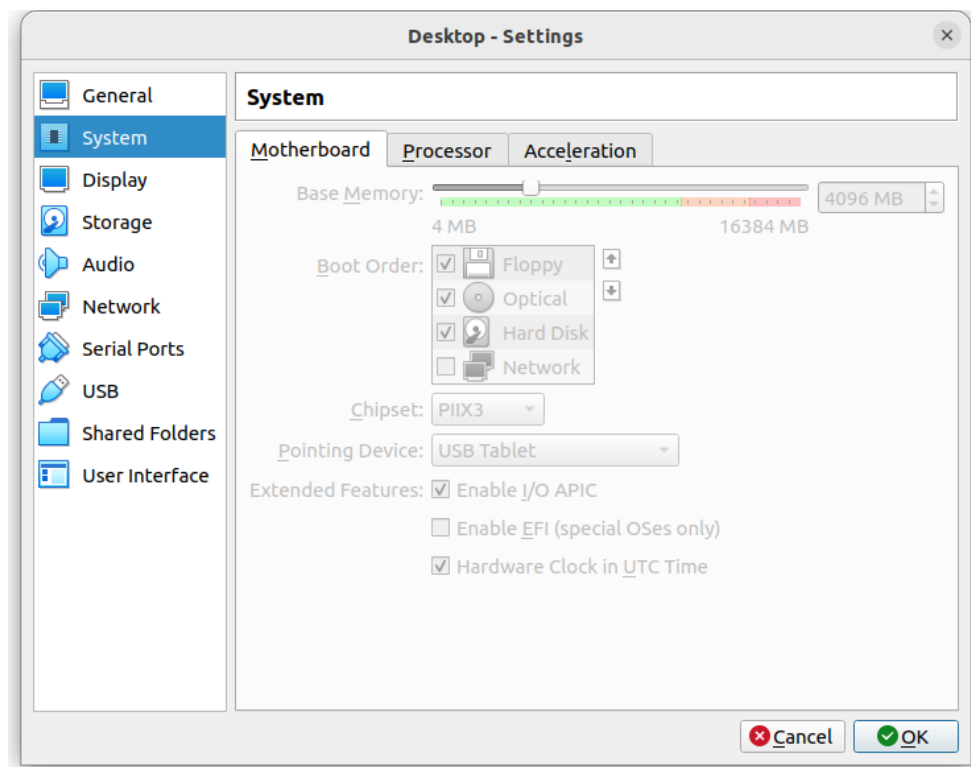 Desktop - Settings
General
System
Display
Storage
Audio
Network
Serial Ports
USB
Shared Folders
User Interface
System
Motherboard Processor Acceleration
Base Memory: 4096 MB
4 MB 16384 MB
Boot Order: Floppy
Optical
Hard Disk
Network
Chipset: PIIX3
Pointing Device: USB Tablet
Extended Features: Enable I/O APIC
Enable EFI (special OSes only)
Hardware Clock in UTC Time
Cancel OK